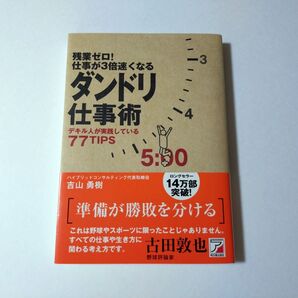 残業ゼロ!
仕事が3倍速くなる
ダンドリ
仕事術
デキル人が実践している
77TIPS
3
4
5:00
ハイブリッドコンサルティング代表取締役
吉山 勇樹
ロングセラー
14万部
突破!
[準備が勝敗を分ける]
これは野球やスポーツに限ったことじゃありません。
すべての仕事や生き方に
関わる考え方です。
古田敦也
野球評論家